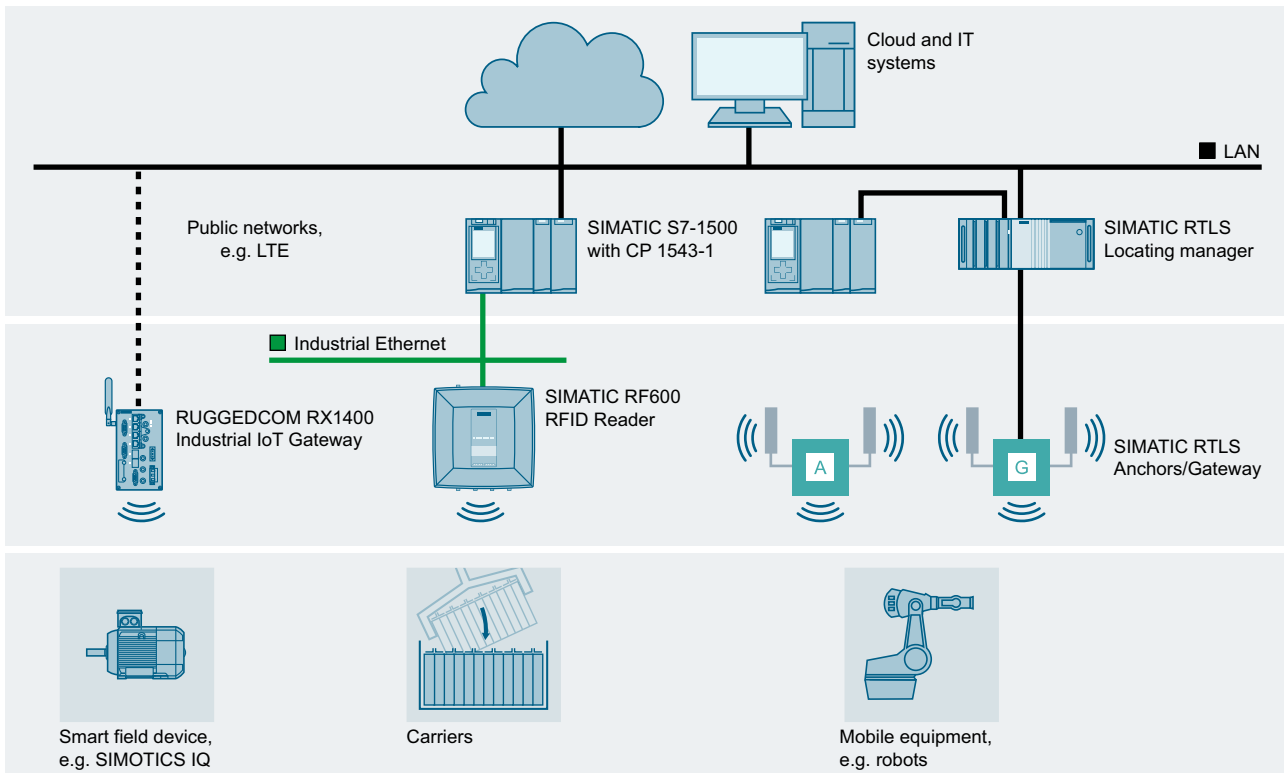 Cloud and IT
systems
LAN
Public networks,
e.g. LTE
SIMATIC S7-1500
with CP 1543-1
SIMATIC RTLS
Locating manager
Industrial Ethernet
RUGGEDCOM RX1400
Industrial IoT Gateway
SIMATIC RF600
RFID Reader
A
G
SIMATIC RTLS
Anchors/Gateway
Smart field device,
e.g. SIMOTICS IQ
Carriers
Mobile equipment,
e.g. robots